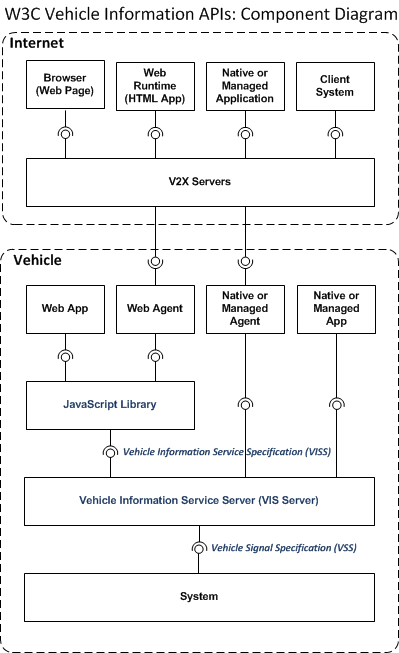 W3C Vehicle Information APIs: Component Diagram
Internet
Browser
(Web Page)
Web
Runtime
(HTML App)
Native or
Managed
Application
Client
System
V2X Servers
Vehicle
Web App
Web Agent
Native or
Managed
Agent
Native or
Managed
App
JavaScript Library
Vehicle Information Service Specification (VISS)
Vehicle Information Service Server (VIS Server)
Vehicle Signal Specification (VSS)
System